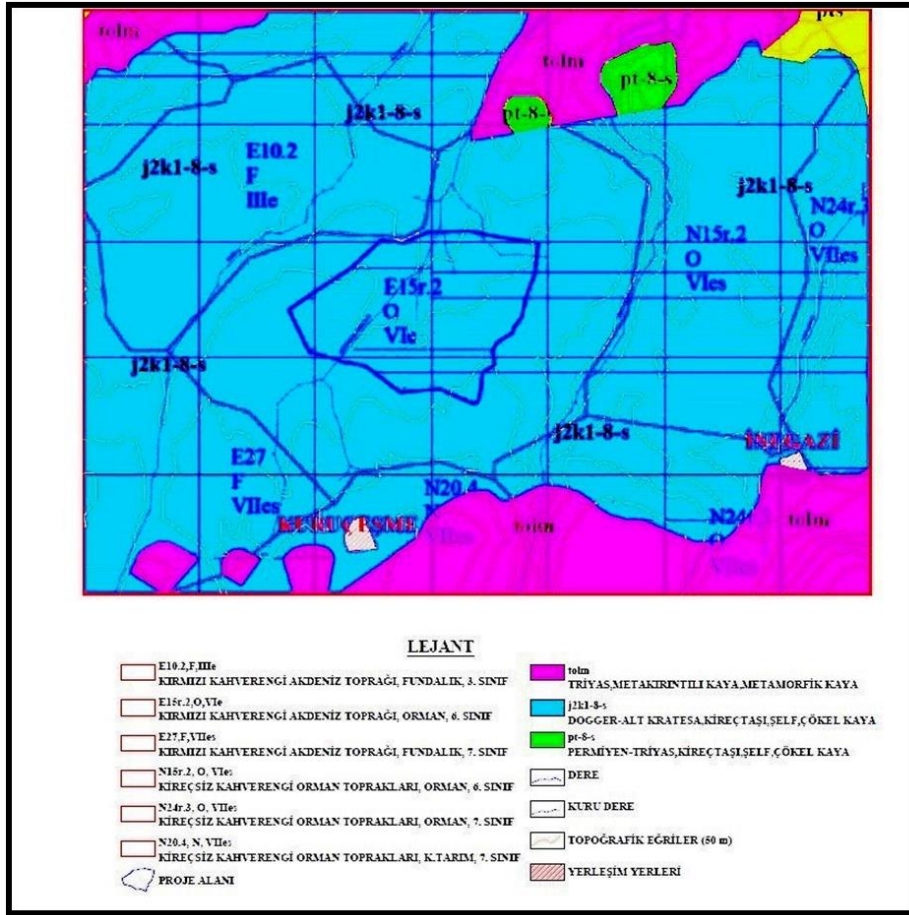 tolm
pts
tolm
pt-8-s
pt-8-
E10.2
F
IIIe
j2k1-8-s
j2k1-8-s
N24r,3
O
VIIes
N15r,2
O
VIes
E15r.2
O
VIe
j2k1-8-s
j2k1-8-s
E27
F
VIIes
N20.4
N
VIIes
KURUÇEŞME
tolm
tolm
O
VIIes
LEJANT
E10.2,F,IIIe
KIRMIZI KAHVERENGİ AKDENİZ TOPRAĞI, FUNDALIK, 3. SINIF
E15r.2,O,VIe
KIRMIZI KAHVERENGİ AKDENİZ TOPRAĞI, ORMAN, 6. SINIF
E27,F,VIIes
KIRMIZI KAHVERENGİ AKDENİZ TOPRAĞI, FUNDALIK, 7. SINIF
N15r.2, O, VIes
KİREÇSİZ KAHVERENGİ ORMAN TOPRAKLARI, ORMAN, 6. SINIF
N24r.3, O, VIIes
KİREÇSİZ KAHVERENGİ ORMAN TOPRAKLARI, ORMAN, 7. SINIF
N20.4, N, VIIes
KİREÇSİZ KAHVERENGİ ORMAN TOPRAKLARI, K.TARIM, 7. SINIF
PROJE ALANI
tolm
TRİYAS,METAKIRINTILI KAYA,METAMORFİK KAYA
j2k1-8-s
DOGGER-ALT KRATESA,KİREÇTAŞI,ŞELF,ÇÖKEL KAYA
pt-8-s
PERMİYEN-TRİYAS,KİREÇTAŞI,ŞELF,ÇÖKEL KAYA
DERE
KURU DERE
TOPOĞRAFİK EĞRİLER (50 m)
YERLEŞİM YERLERİ